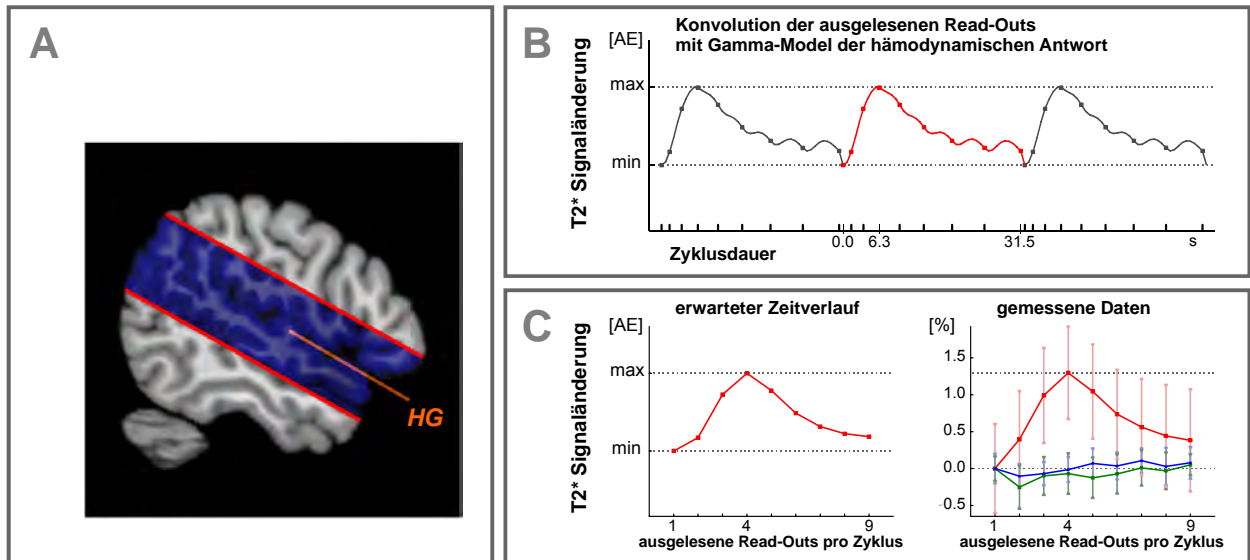 A
HG
B
Konvolution der ausgelesenen Read-Outs
mit Gamma-Model der hämodynamischen Antwort
[AE]
T2* Signaländerung
max
min
0.0 6.3 31.5 s
Zyklusdauer
C
erwarteter Zeitverlauf
[AE]
T2* Signaländerung
max
min
1 4 9
ausgelesene Read-Outs pro Zyklus
gemessene Daten
[%]
1.5
1.0
0.5
0.0
-0.5
1 4 9
ausgelesene Read-Outs pro Zyklus